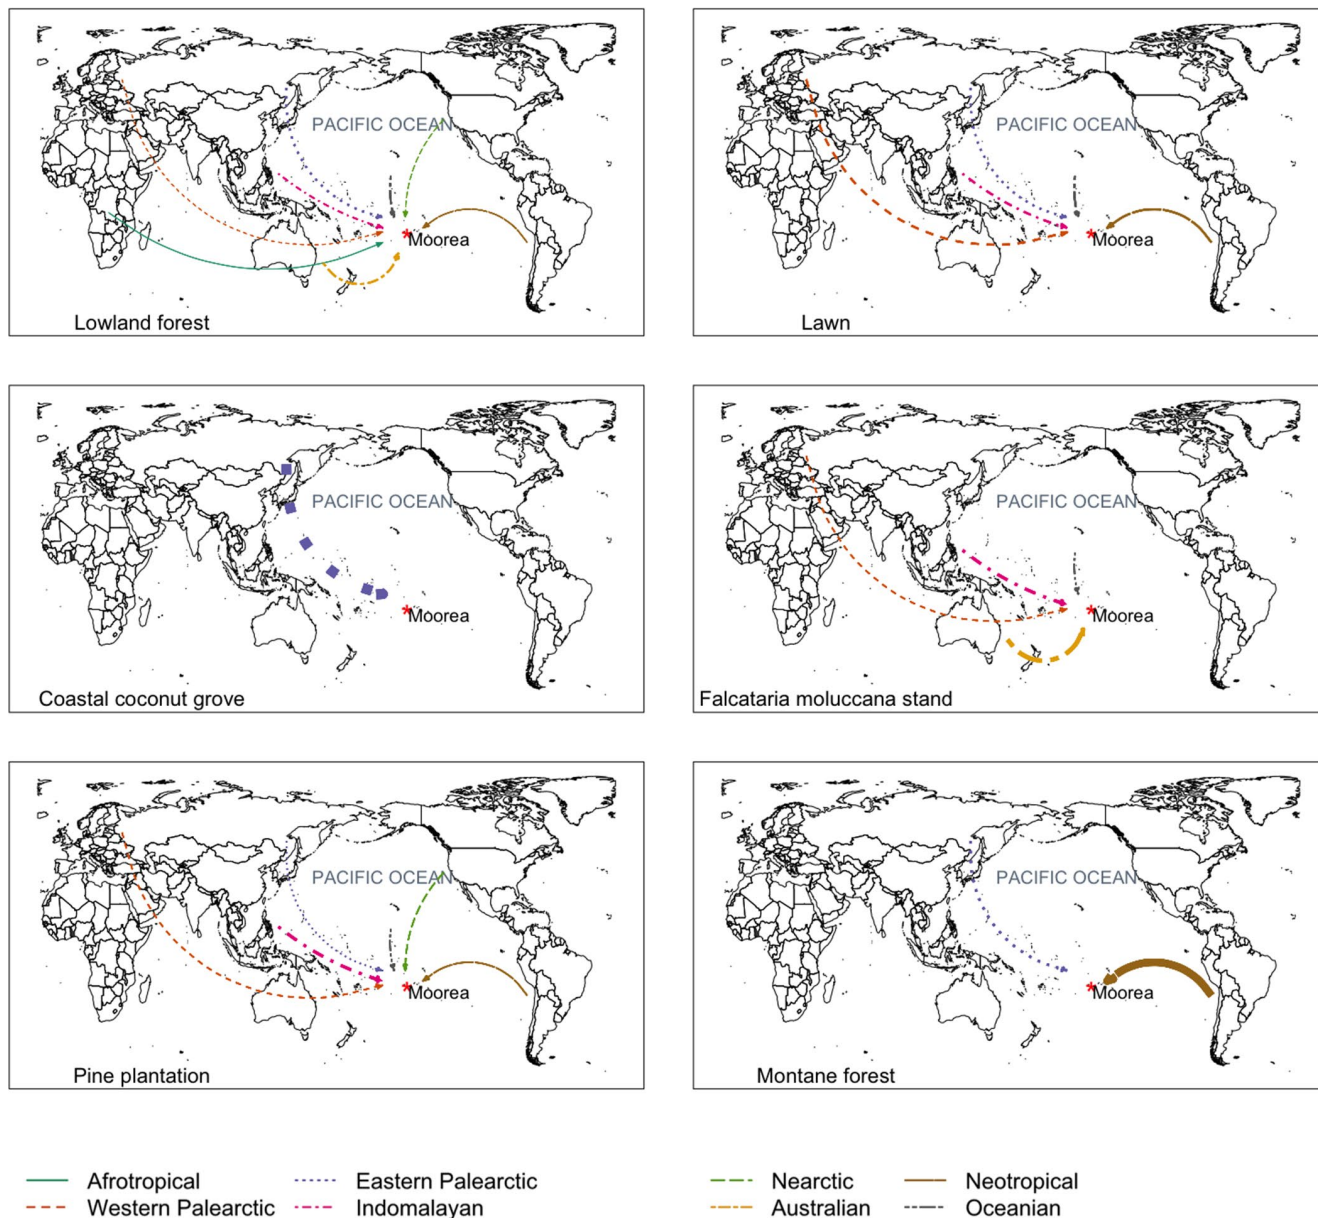 PACIFIC OCEAN
*Moorea
Lowland forest
PACIFIC OCEAN
*Moorea
Lawn
PACIFIC OCEAN
*Moorea
Coastal coconut grove
PACIFIC OCEAN
*Moorea
Falcataria moluccana stand
PACIFIC OCEAN
*Moorea
Pine plantation
PACIFIC OCEAN
*Moorea
Montane forest
Afrotropical Eastern Palearctic Nearctic Neotropical
Western Palearctic Indomalayan Australian Oceanian